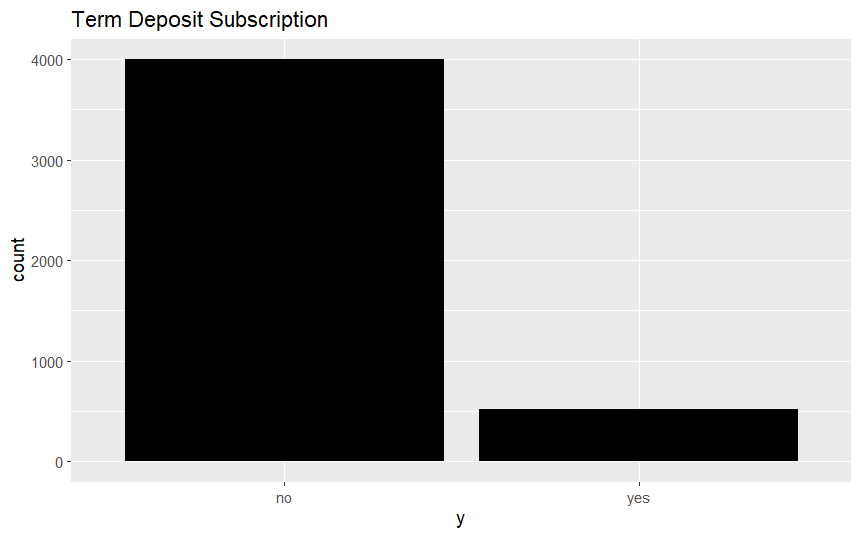 Term Deposit Subscription
4000
3000
2000
1000
0
count
no yes
y